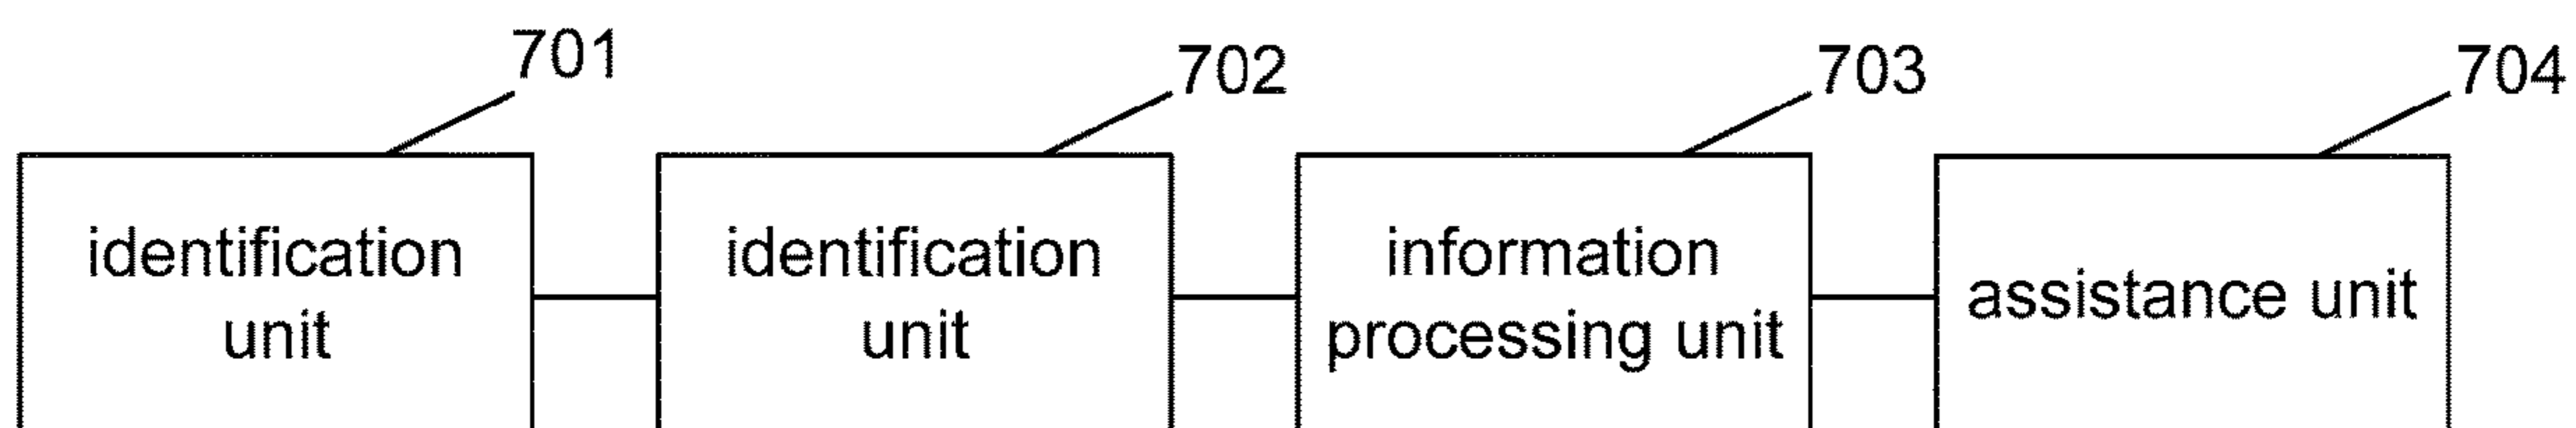 701
702
703
704
identification
unit
identification
unit
information
processing unit
assistance unit